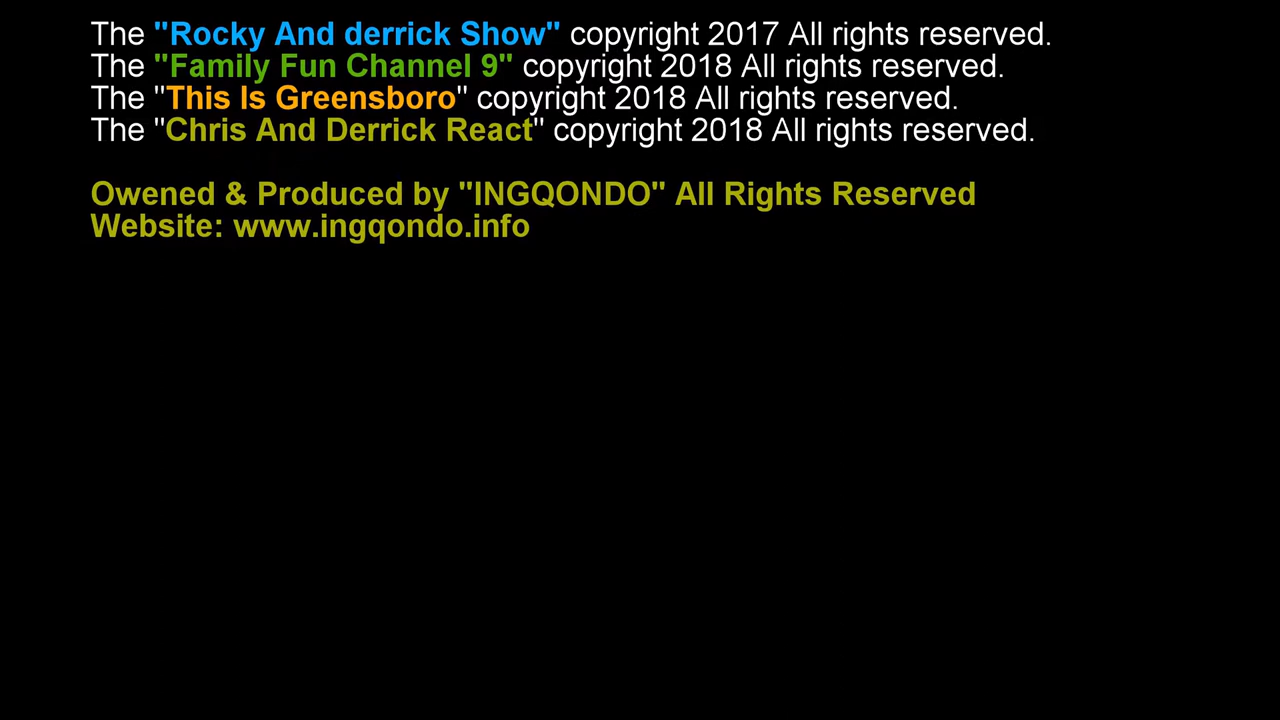 The "Rocky And derrick Show" copyright 2017 All rights reserved.
The "Family Fun Channel 9" copyright 2018 All rights reserved.
The "This Is Greensboro" copyright 2018 All rights reserved.
The "Chris And Derrick React" copyright 2018 All rights reserved.
Owened & Produced by "INGQONDO" All Rights Reserved
Website: www.ingqondo.info